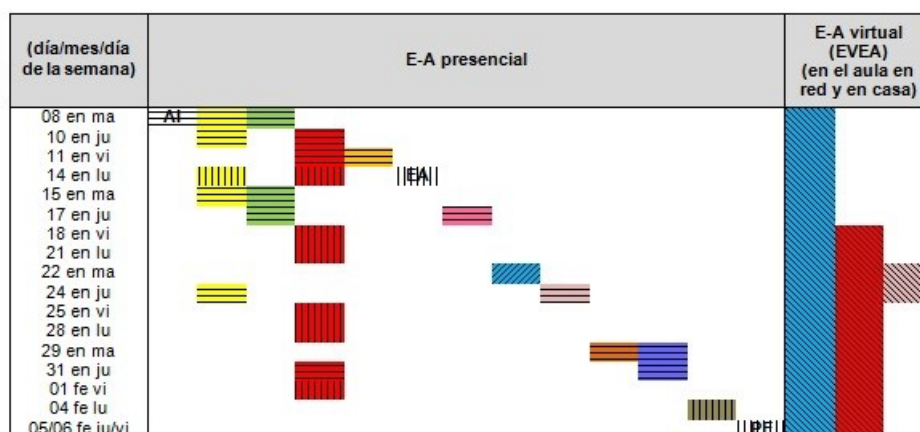 (día/mes/día
de la semana)
E-A presencial
E-A virtual
(EVEA)
(en el aula en
red y en casa)
08 en ma
AI
10 en ju
11 en vi
14 en lu
EA
15 en ma
17 en ju
18 en vi
21 en lu
22 en ma
24 en ju
25 en vi
28 en lu
29 en ma
31 en ju
01 fe vi
04 fe lu
05/06 fe ju/vi